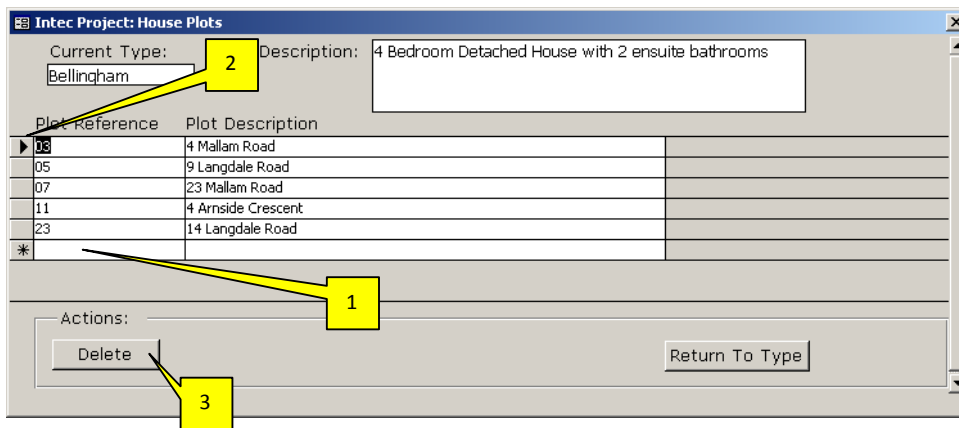 Intec Project: House Plots
Current Type: Description: 4 Bedroom Detached House with 2 ensuite bathrooms
2
Bellingham
Plot Reference Plot Description
03 4 Mallam Road
05 9 Langdale Road
07 23 Mallam Road
11 4 Arnside Crescent
23 14 Langdale Road
*
1
Actions:
Delete Return To Type
3